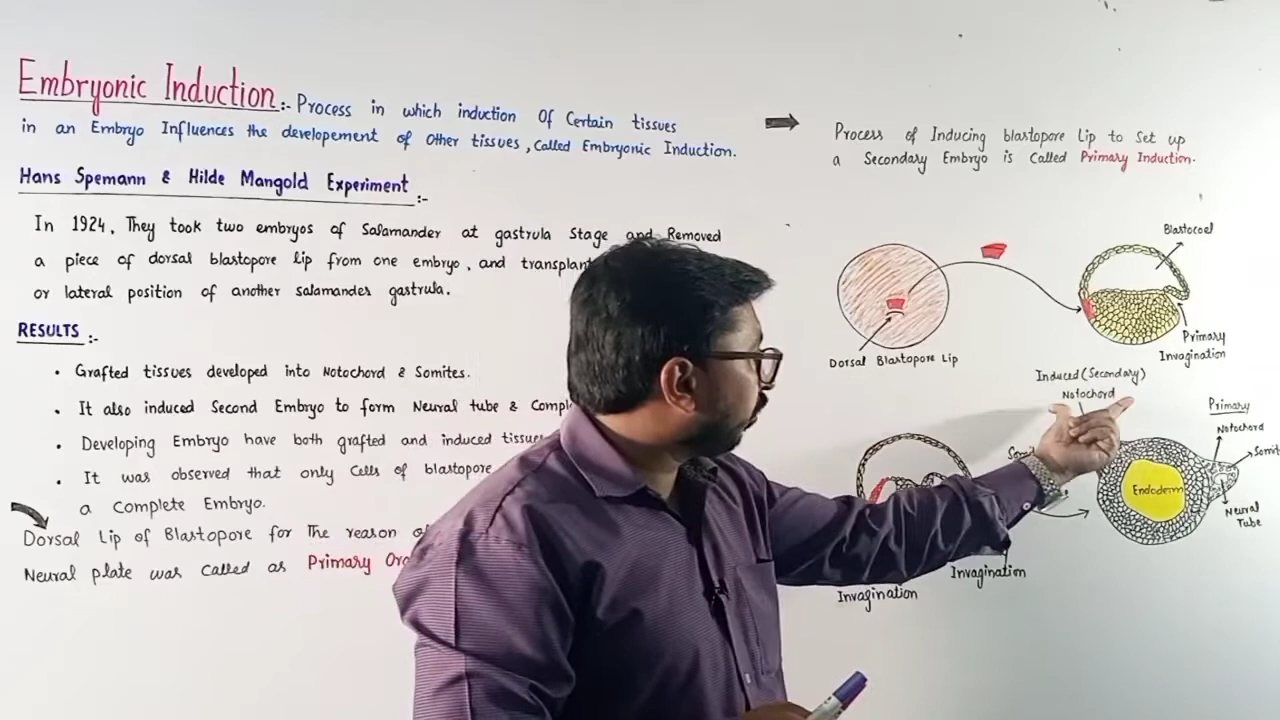 Embryonic Induction :- Process in which induction Of Certain tissues
in an Embryo Influences the developement of Other tissues, Called Embryonic Induction.
Hans Spemann & Hilde Mangold Experiment :-
In 1924, They took two embryos of Salamander at gastrula Stage and Removed
a piece of dorsal blastopore lip from one embryo, and
or lateral position of another salamander gastrula.
RESULTS :-
• Grafted tissues developed into Notochord & Somites.
• It also induced Second Embryo to form Neural tube &
• Developing Embryo have both grafted and induced
• It was observed that only Cells of blastopore
a Complete Embryo.
Dorsal Lip of Blastopore for The reason
Neural plate was Called as Primary
Process of Inducing blastopore Lip to Set up
a Secondary Embryo is Called Primary Induction.
Blastocoel
Dorsal Blastopore Lip
Primary
Invagination
Induced (Secondary)
Notochord
Primary
Notochord
Endoderm
Neural
Tube
Invagination
Invagination